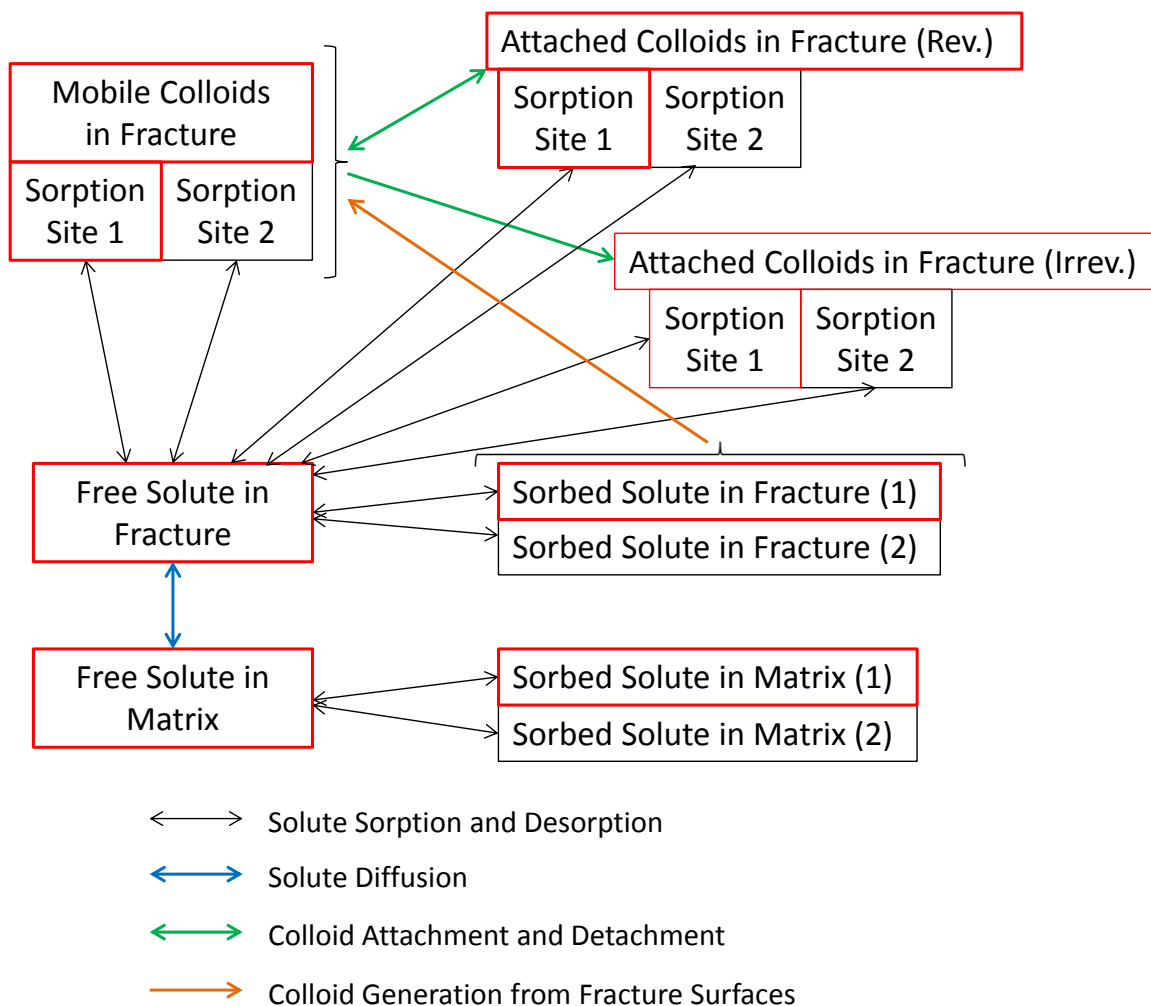 Attached Colloids in Fracture (Rev.)
Sorption
Site 1
Sorption
Site 2
Mobile Colloids
in Fracture
Sorption
Site 1
Sorption
Site 2
Attached Colloids in Fracture (Irrev.)
Sorption
Site 1
Sorption
Site 2
Free Solute in
Fracture
Sorbed Solute in Fracture (1)
Sorbed Solute in Fracture (2)
Free Solute in
Matrix
Sorbed Solute in Matrix (1)
Sorbed Solute in Matrix (2)
Solute Sorption and Desorption
Solute Diffusion
Colloid Attachment and Detachment
Colloid Generation from Fracture Surfaces